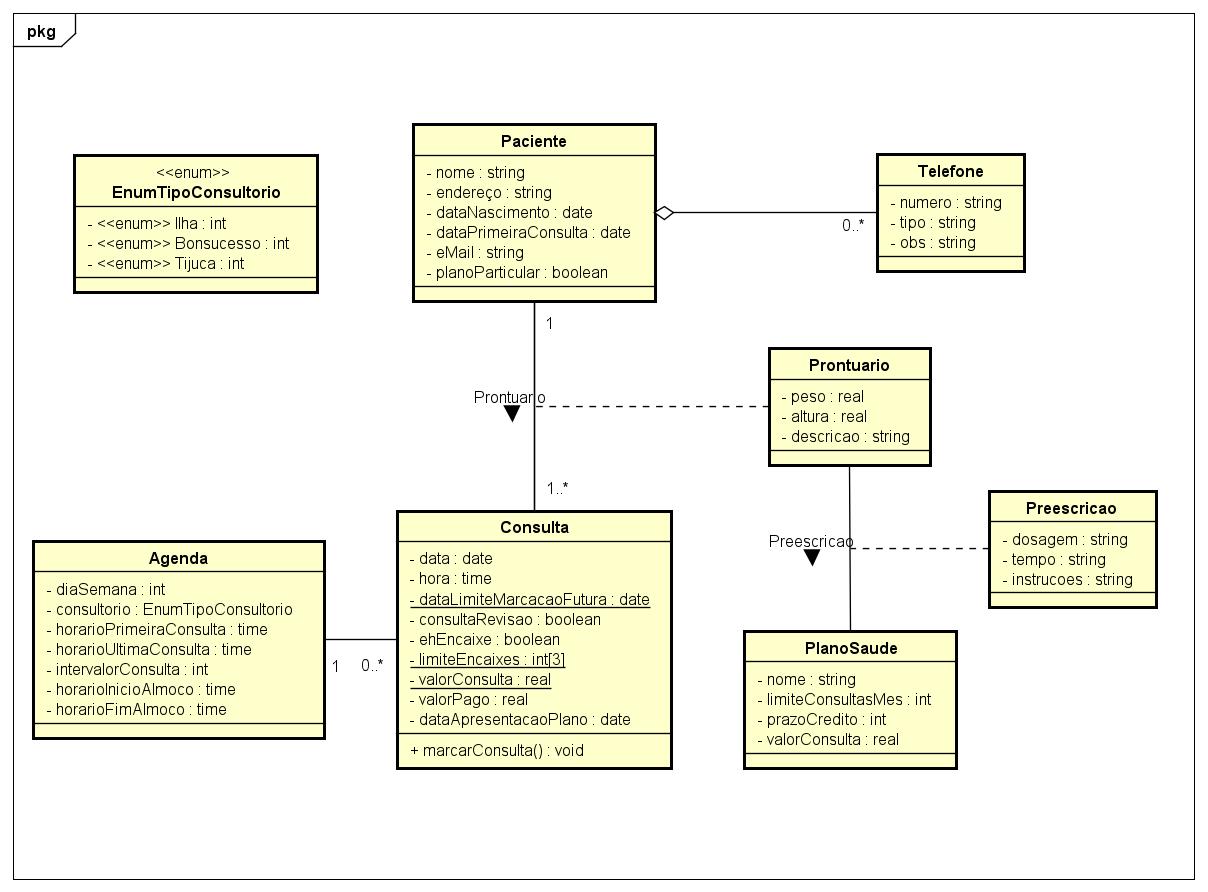 pkg
<<enum>>
EnumTipoConsultorio
- <<enum>> Ilha : int
- <<enum>> Bonsucesso : int
- <<enum>> Tijuca : int
Paciente
- nome : string
- endereço : string
- dataNascimento : date
- dataPrimeiraConsulta : date
- eMail : string
- planoParticular : boolean
0..*
Telefone
- numero : string
- tipo : string
- obs : string
1
Prontuario
1..*
Prontuario
- peso : real
- altura : real
- descricao : string
Preescricao
Preescricao
- dosagem : string
- tempo : string
- instrucoes : string
Agenda
- diaSemana : int
- consultorio : EnumTipoConsultorio
- horarioPrimeiraConsulta : time
- horarioUltimaConsulta : time
- intervalorConsulta : int
- horarioInicioAlmoco : time
- horarioFimAlmoco : time
1
0..*
Consulta
- data : date
- hora : time
- dataLimiteMarcacaoFutura : date
- consultaRevisao : boolean
- ehEncaixe : boolean
- limiteEncaixes : int[3]
- valorConsulta : real
- valorPago : real
- dataApresentacaoPlano : date
+ marcarConsulta() : void
PlanoSaude
- nome : string
- limiteConsultasMes : int
- prazoCredito : int
- valorConsulta : real